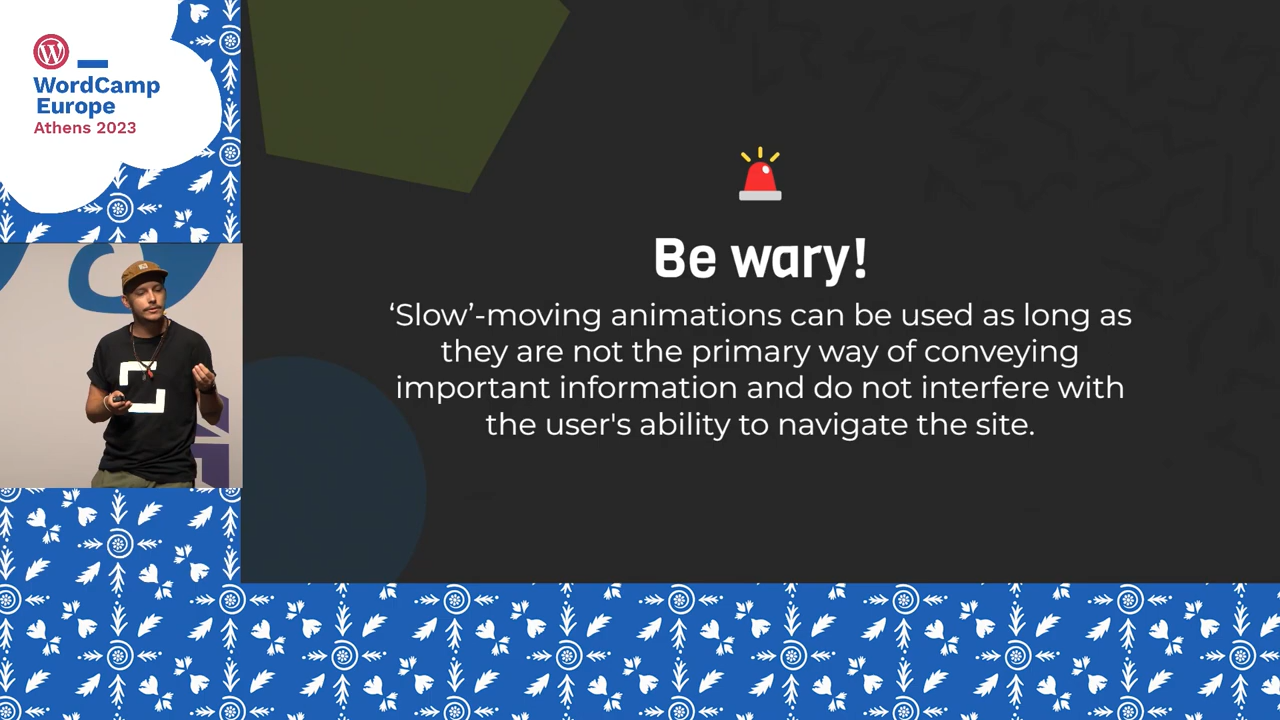 WordCamp
Europe
Athens 2023
Be wary!
‘Slow’-moving animations can be used as long as
they are not the primary way of conveying
important information and do not interfere with
the user's ability to navigate the site.